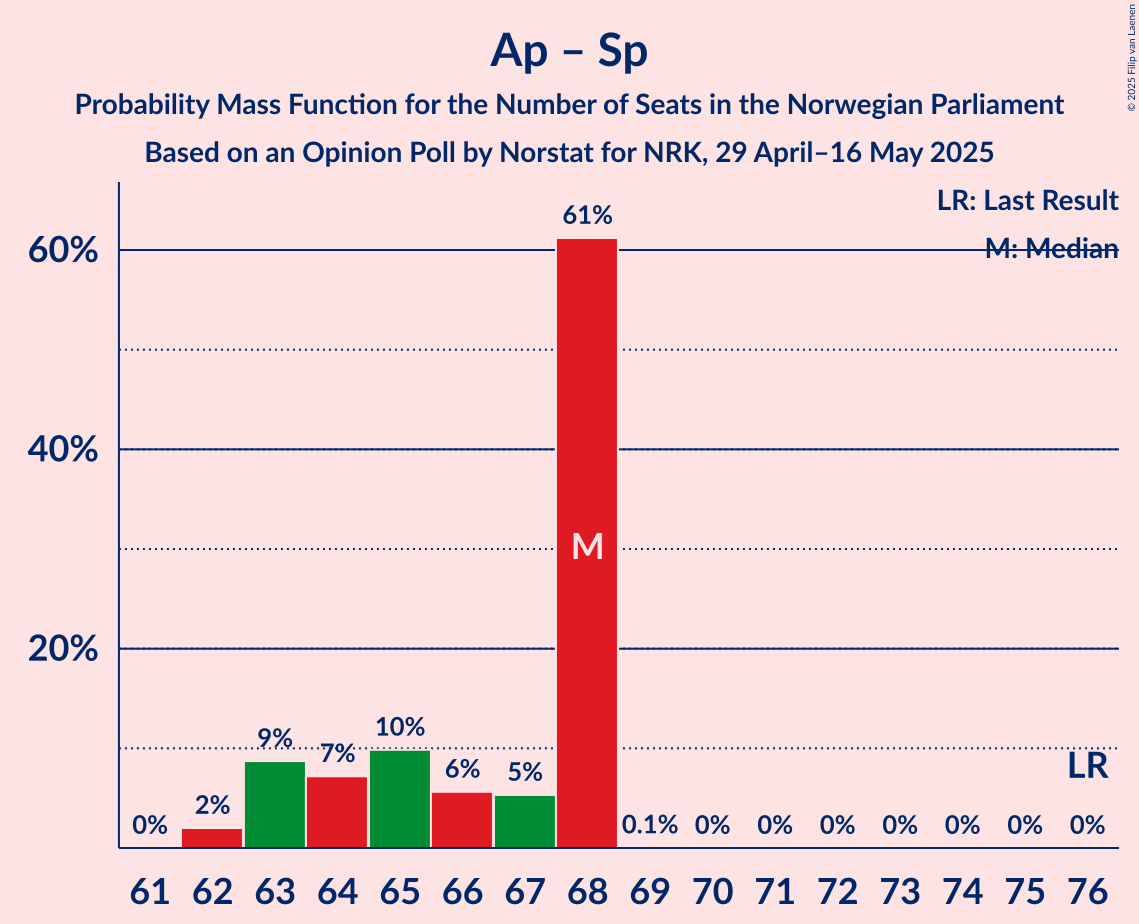 Ap – Sp
Probability Mass Function for the Number of Seats in the Norwegian Parliament
Based on an Opinion Poll by Norstat for NRK, 29 April–16 May 2025
© 2025 Filip van Laenen
LR: Last Result
M: Median
60%
40%
20%
0% 2% 9% 7% 10% 6% 5% 61% 0.1% 0% 0% 0% 0% 0% 0% 0%
M
LR
61 62 63 64 65 66 67 68 69 70 71 72 73 74 75 76